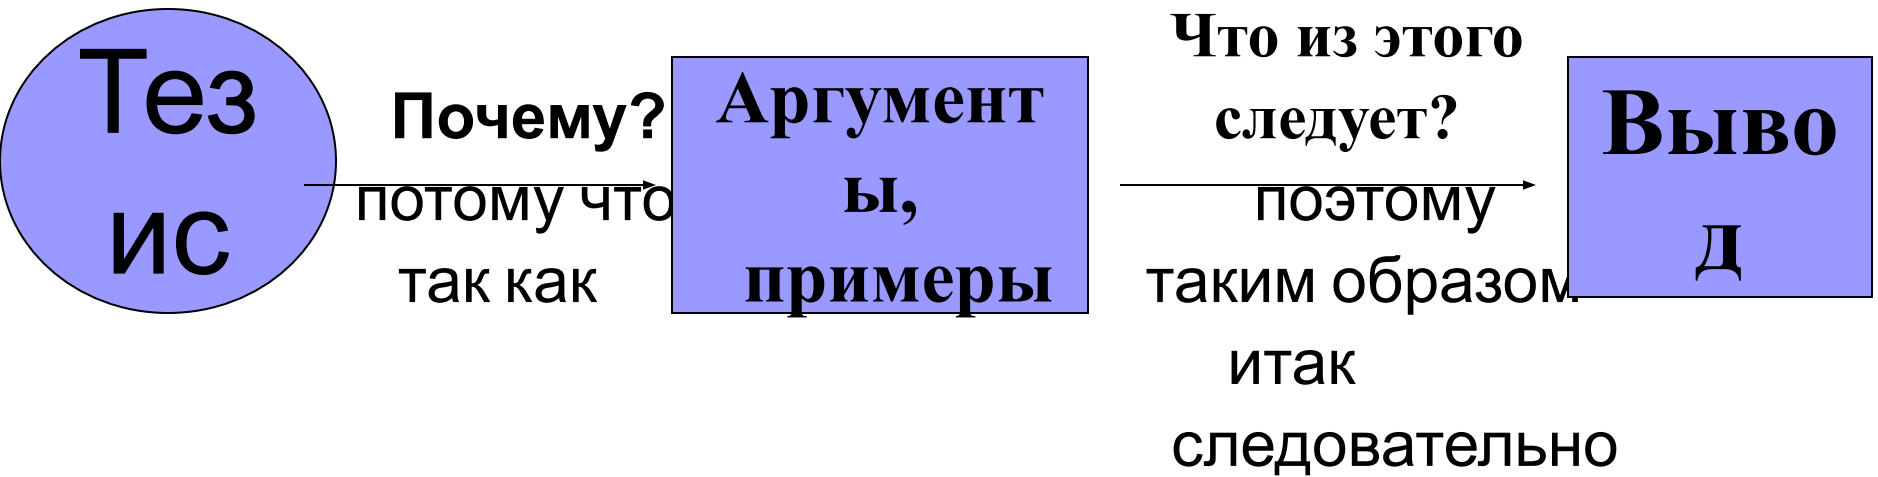 Тез
ис
Почему?
потому что
так как
Аргумент
ы,
примеры
Что из этого
следует?
поэтому
таким образом
итак
следовательно
Выво
д